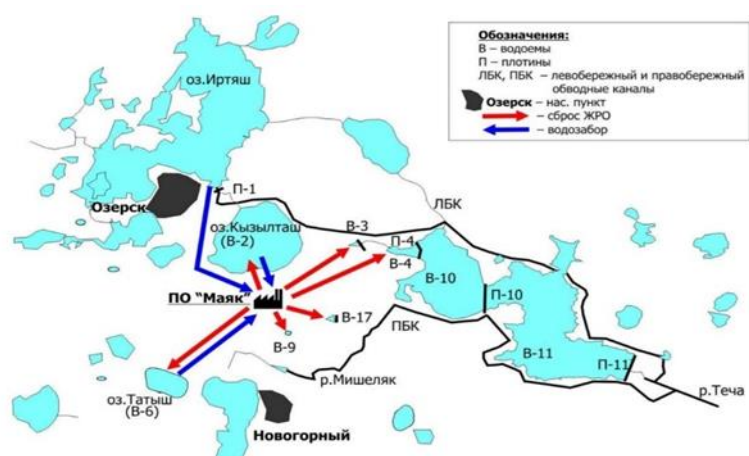 Обозначения:
В – водоемы
П – плотины
ЛБК, ПБК – левобережный и правобережный
обводные каналы
Озерск – нас. пункт
– сброс ЖРО
– водозабор
оз.Иртяш
П-1
Озерск
ЛБК
оз.Кызылташ
(В-2)
В-3
П-4
В-4
В-10
П-10
ПО "Маяк"
В-17
ПБК
В-9
В-11
П-11
р.Мишеляк
р.Теча
оз.Татыш
(В-6)
Новогорный